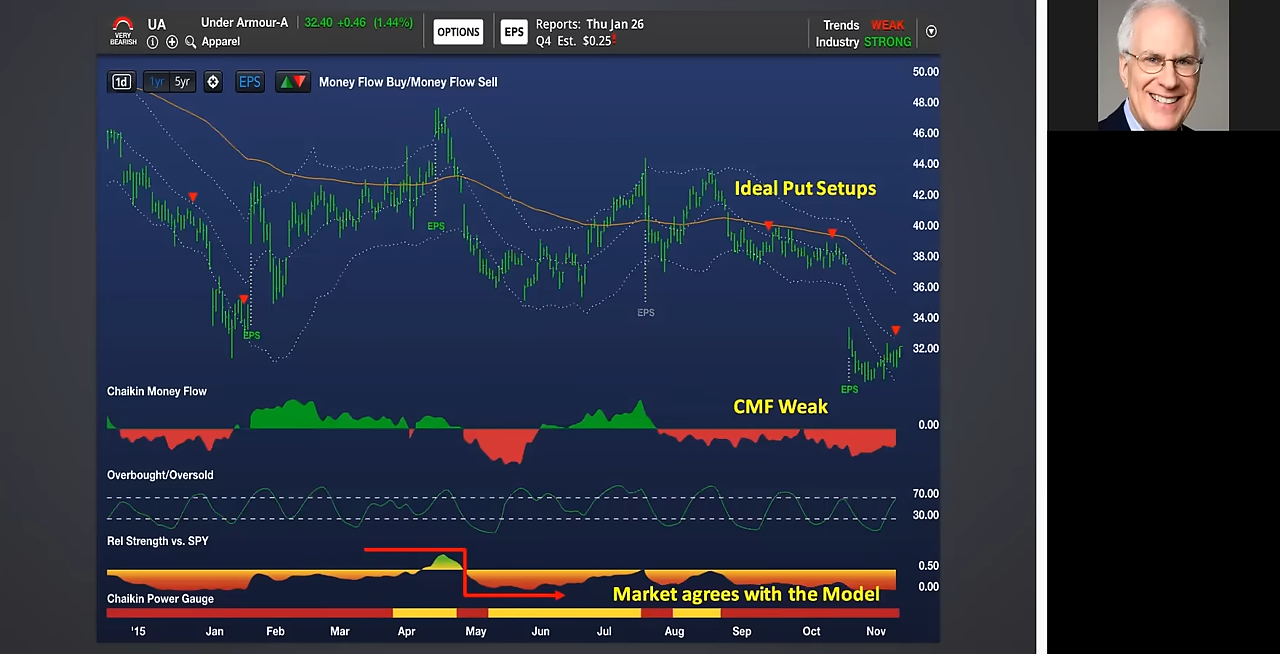 VERY
BEARISH
UA
Apparel
Under Armour-A
32.40 +0.46 (1.44%)
OPTIONS
EPS
Reports: Thu Jan 26
Q4 Est. $0.25
Trends WEAK
Industry STRONG
1d
1yr
5yr
EPS
Money Flow Buy/Money Flow Sell
50.00
48.00
46.00
44.00
42.00
40.00
38.00
36.00
34.00
32.00
Ideal Put Setups
EPS
EPS
EPS
EPS
Chaikin Money Flow
CMF Weak
0.00
Overbought/Oversold
70.00
30.00
Rel Strength vs. SPY
0.50
0.00
Market agrees with the Model
Chaikin Power Gauge
'15
Jan
Feb
Mar
Apr
May
Jun
Jul
Aug
Sep
Oct
Nov